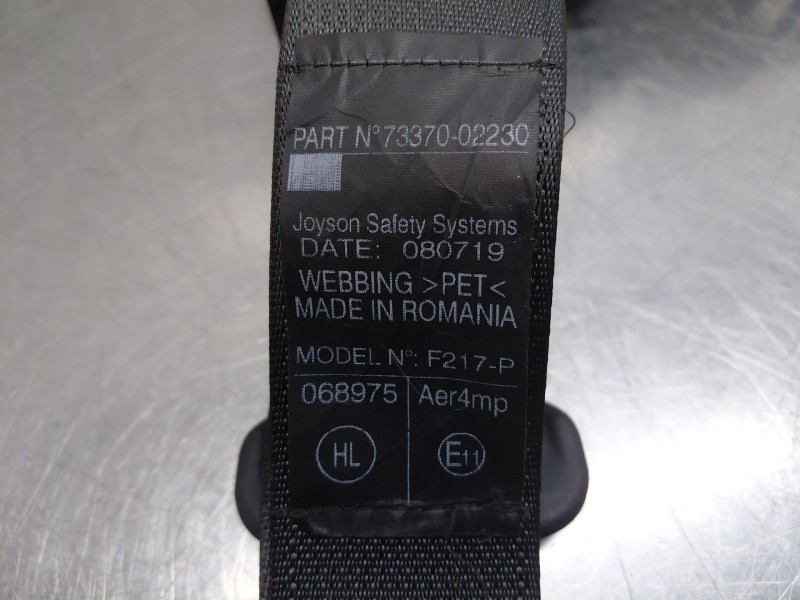 PART N° 73370-02230
Joyson Safety Systems
DATE: 080719
WEBBING >PET<
MADE IN ROMANIA
MODEL N°: F217-P
068975 Aer4mp
HL E11